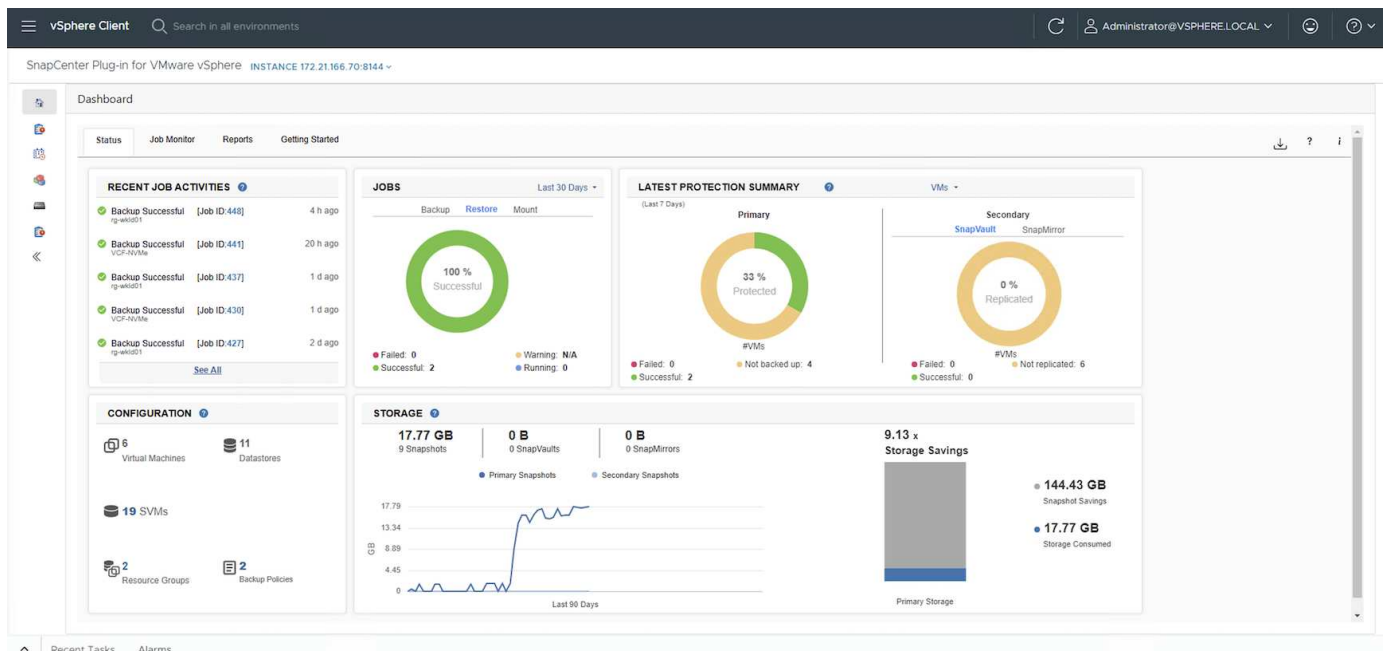 vSphere Client Search in all environments Administrator@VSPHERE.LOCAL
SnapCenter Plug-in for VMware vSphere INSTANCE 172.21.166.70:8144
Dashboard
Status Job Monitor Reports Getting Started ? i
RECENT JOB ACTIVITIES ?
Backup Successful [Job ID:448] 4 h ago
rg-wkld01
Backup Successful [Job ID:441] 20 h ago
VCF-NVMe
Backup Successful [Job ID:437] 1 d ago
rg-wkld01
Backup Successful [Job ID:430] 1 d ago
VCF-NVMe
Backup Successful [Job ID:427] 2 d ago
rg-wkld01
See All
JOBS Last 30 Days
Backup Restore Mount
100 %
Successful
Failed: 0 Warning: N/A
Successful: 2 Running: 0
LATEST PROTECTION SUMMARY ? VMs
(Last 7 Days)
Primary
33 %
Protected
#VMs
Failed: 0 Not backed up: 4
Successful: 2
Secondary
SnapVault SnapMirror
0 %
Replicated
#VMs
Failed: 0 Not replicated: 6
Successful: 0
CONFIGURATION ?
6
Virtual Machines
11
Datastores
19 SVMs
2
Resource Groups
2
Backup Policies
STORAGE ?
17.77 GB
9 Snapshots
0 B
0 SnapVaults
0 B
0 SnapMirrors
Primary Snapshots Secondary Snapshots
GB
17.79
13.34
8.89
4.45
0
Last 90 Days
9.13 x
Storage Savings
144.43 GB
Snapshot Savings
17.77 GB
Storage Consumed
Primary Storage
Recent Tasks Alarms